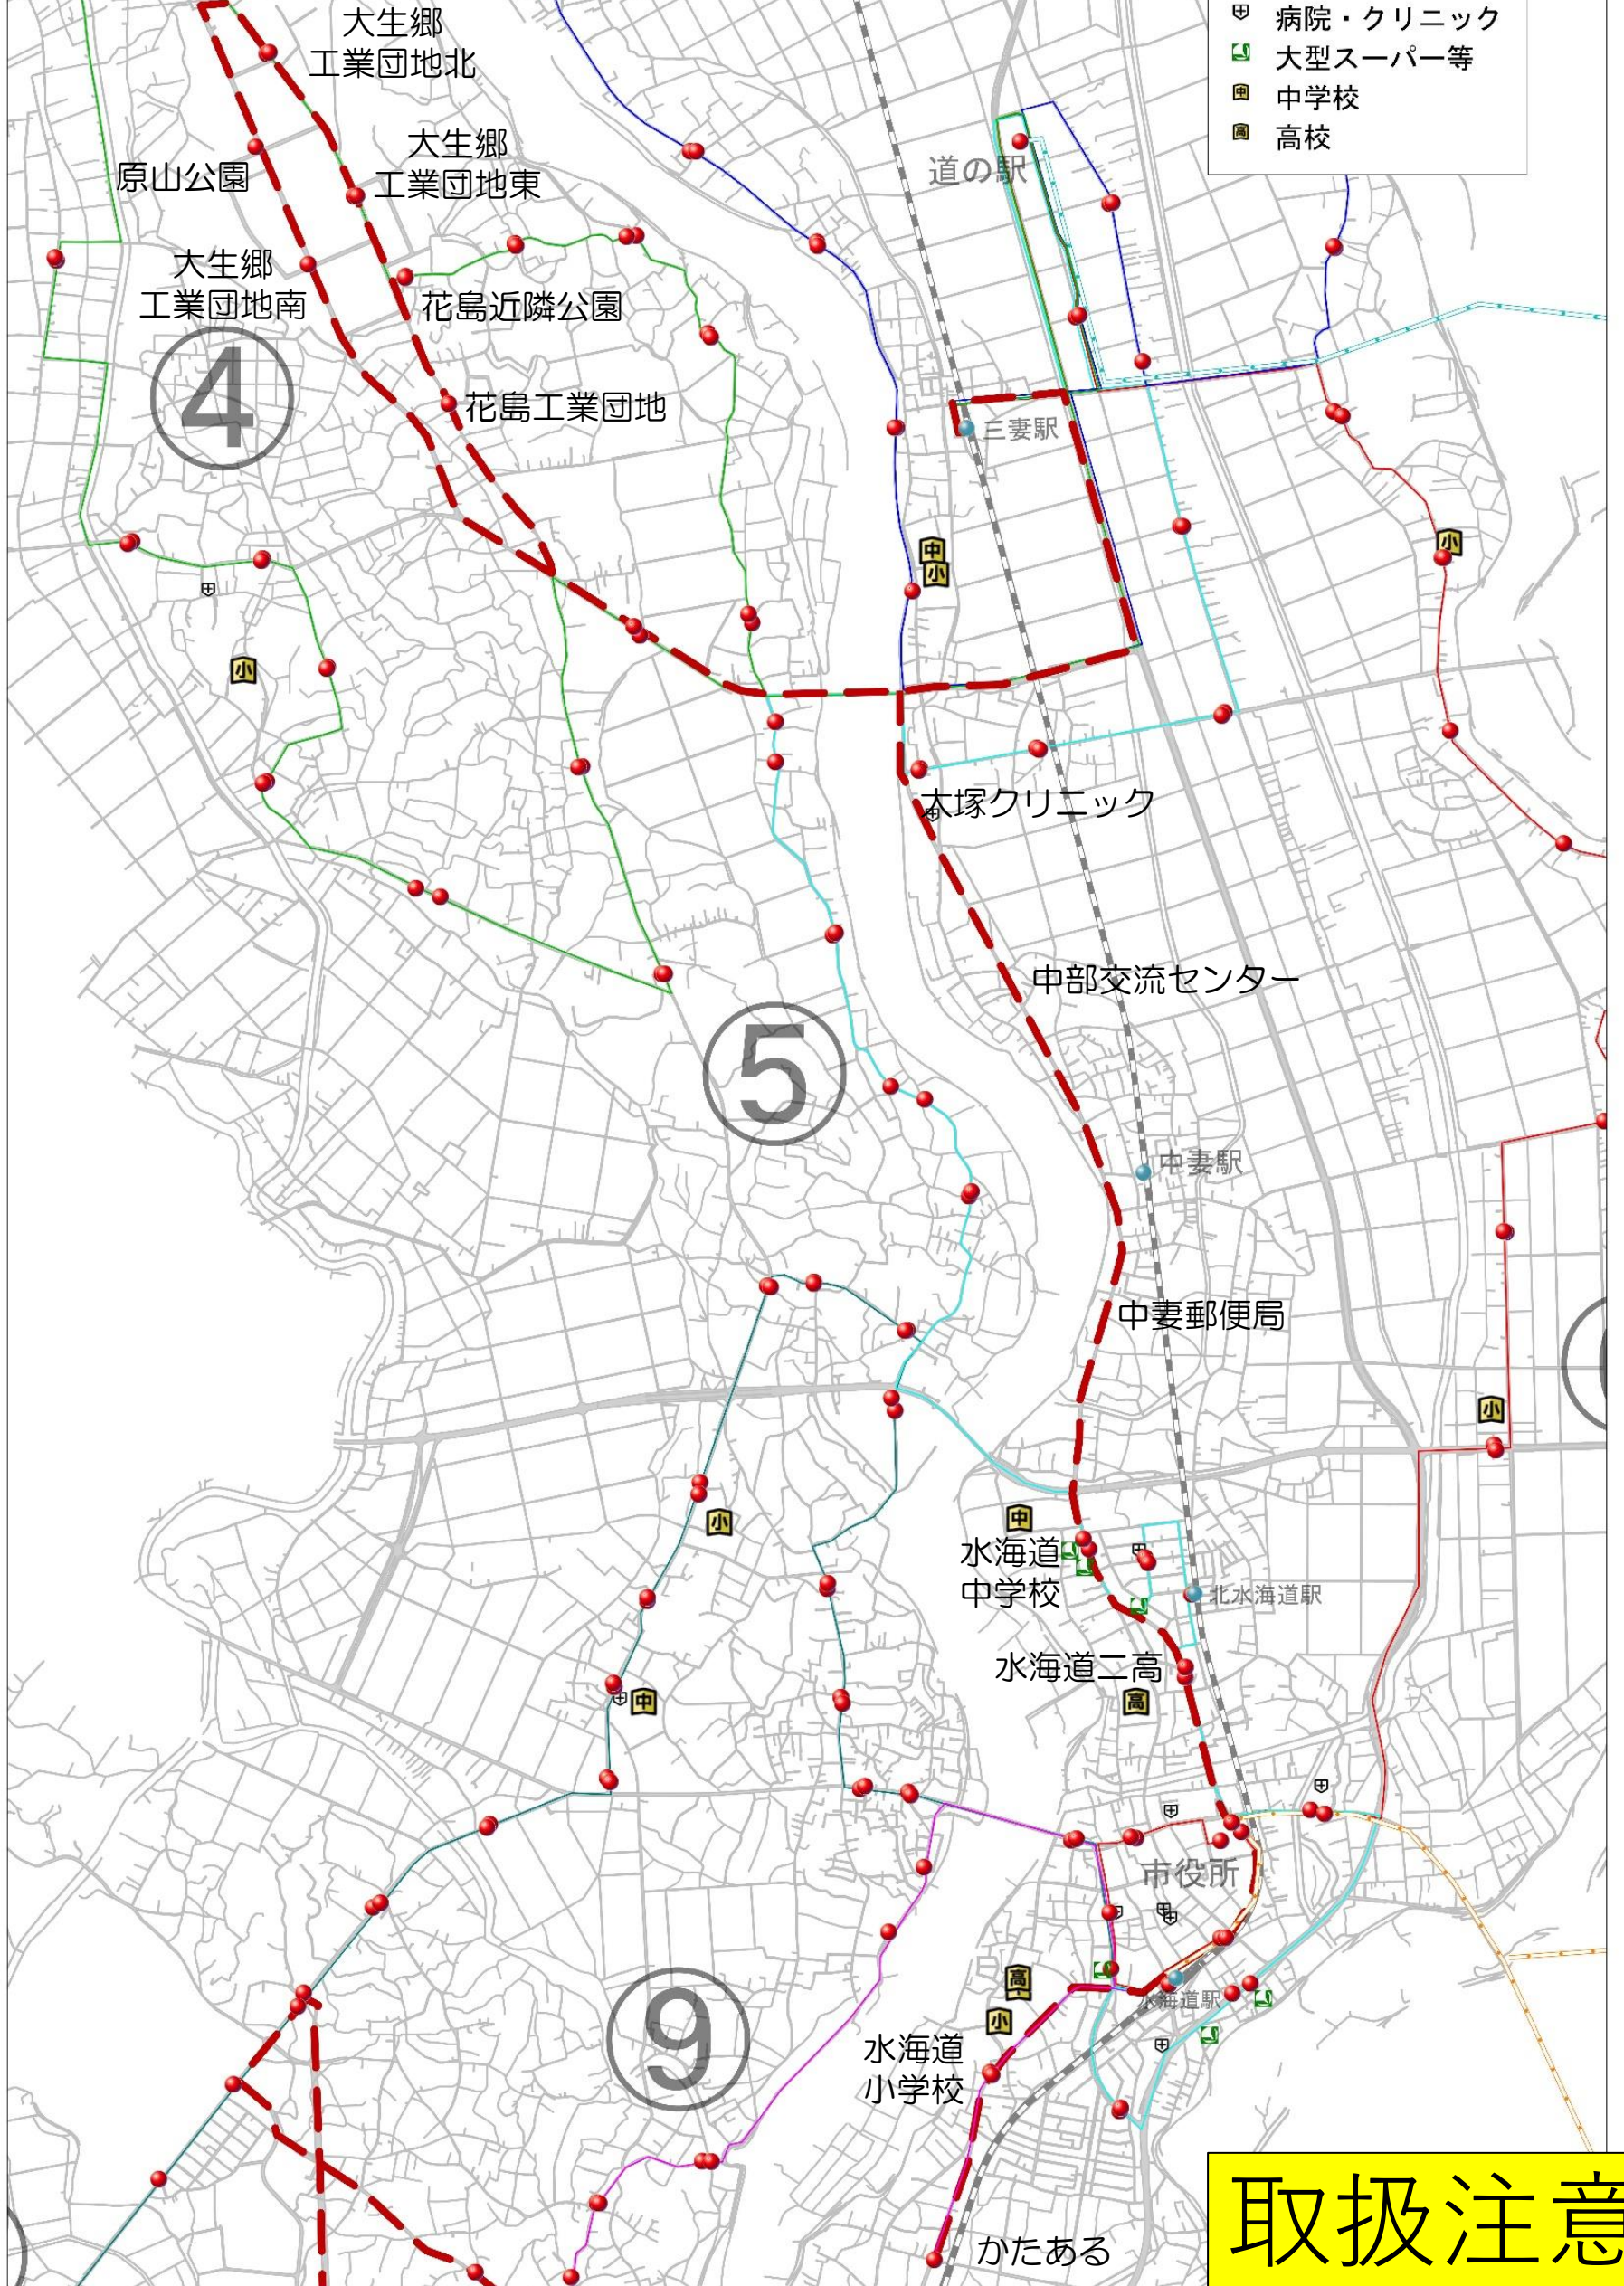 病院・クリニック
大型スーパー等
中 中学校
高 高校
大生郷
工業団地北
大生郷
工業団地東
原山公園
道の駅
大生郷
工業団地南
花島近隣公園
④
花島工業団地
三妻駅
中
小
小
小
大塚クリニック
中部交流センター
⑤
中妻駅
中妻郵便局
小
中
小
水海道
中学校
北水海道駅
水海道二高
中
高
市役所
高
小
水海道駅
⑨
水海道
小学校
かたある
取扱注意